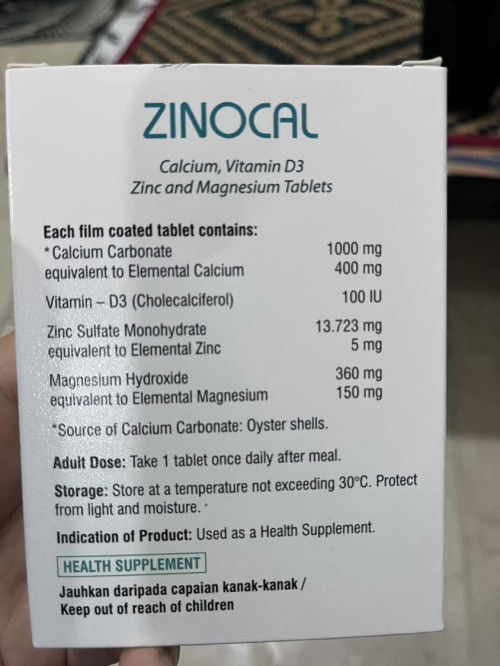 ZINOCAL
Calcium, Vitamin D3
Zinc and Magnesium Tablets
Each film coated tablet contains:
* Calcium Carbonate 1000 mg
equivalent to Elemental Calcium 400 mg
Vitamin – D3 (Cholecalciferol) 100 IU
Zinc Sulfate Monohydrate 13.723 mg
equivalent to Elemental Zinc 5 mg
Magnesium Hydroxide 360 mg
equivalent to Elemental Magnesium 150 mg
*Source of Calcium Carbonate: Oyster shells.
Adult Dose: Take 1 tablet once daily after meal.
Storage: Store at a temperature not exceeding 30°C. Protect
from light and moisture.
Indication of Product: Used as a Health Supplement.
HEALTH SUPPLEMENT
Jauhkan daripada capaian kanak-kanak /
Keep out of reach of children